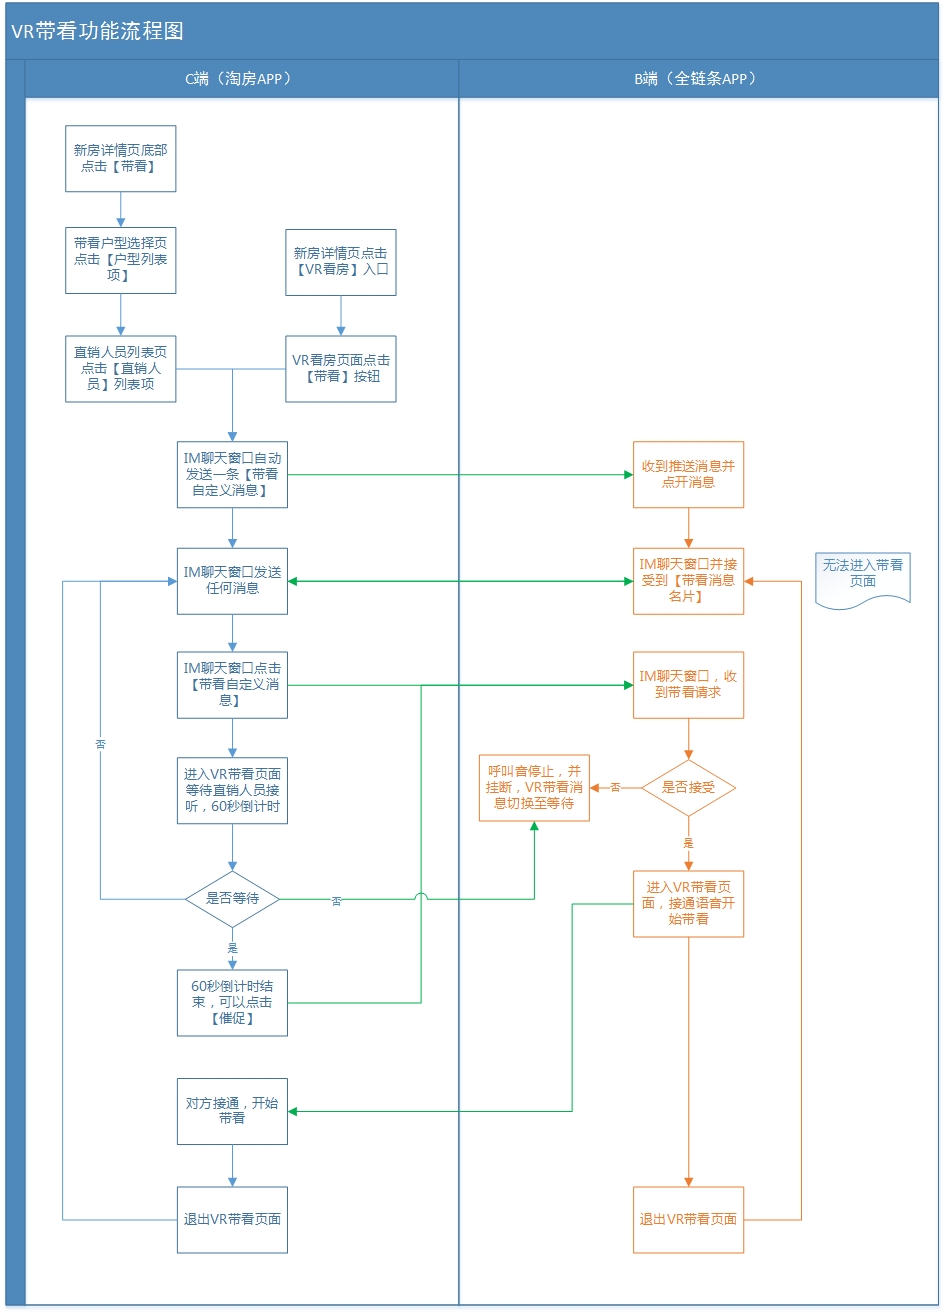 VR带看功能流程图
C端（淘房APP）
B端（全链条APP）
新房详情页底部
点击【带看】
带看户型选择页
点击【户型列表
项】
新房详情页点击
【VR看房】入口
直销人员列表页
点击【直销人
员】列表项
VR看房页面点击
【带看】按钮
IM聊天窗口自动
发送一条【带看
自定义消息】
收到推送消息并
点开消息
IM聊天窗口发送
任何消息
IM聊天窗口并接
受到【带看消息
名片】
无法进入带看
页面
IM聊天窗口点击
【带看自定义消
息】
IM聊天窗口，收
到带看请求
否
进入VR带看页面
等待直销人员接
听，60秒倒计时
呼叫音停止，并
挂断，VR带看消
息切换至等待
否
是否接受
是
是否等待
否
进入VR带看页
面，接通语音开
始带看
是
60秒倒计时结
束，可以点击
【催促】
对方接通，开始
带看
退出VR带看页面
退出VR带看页面